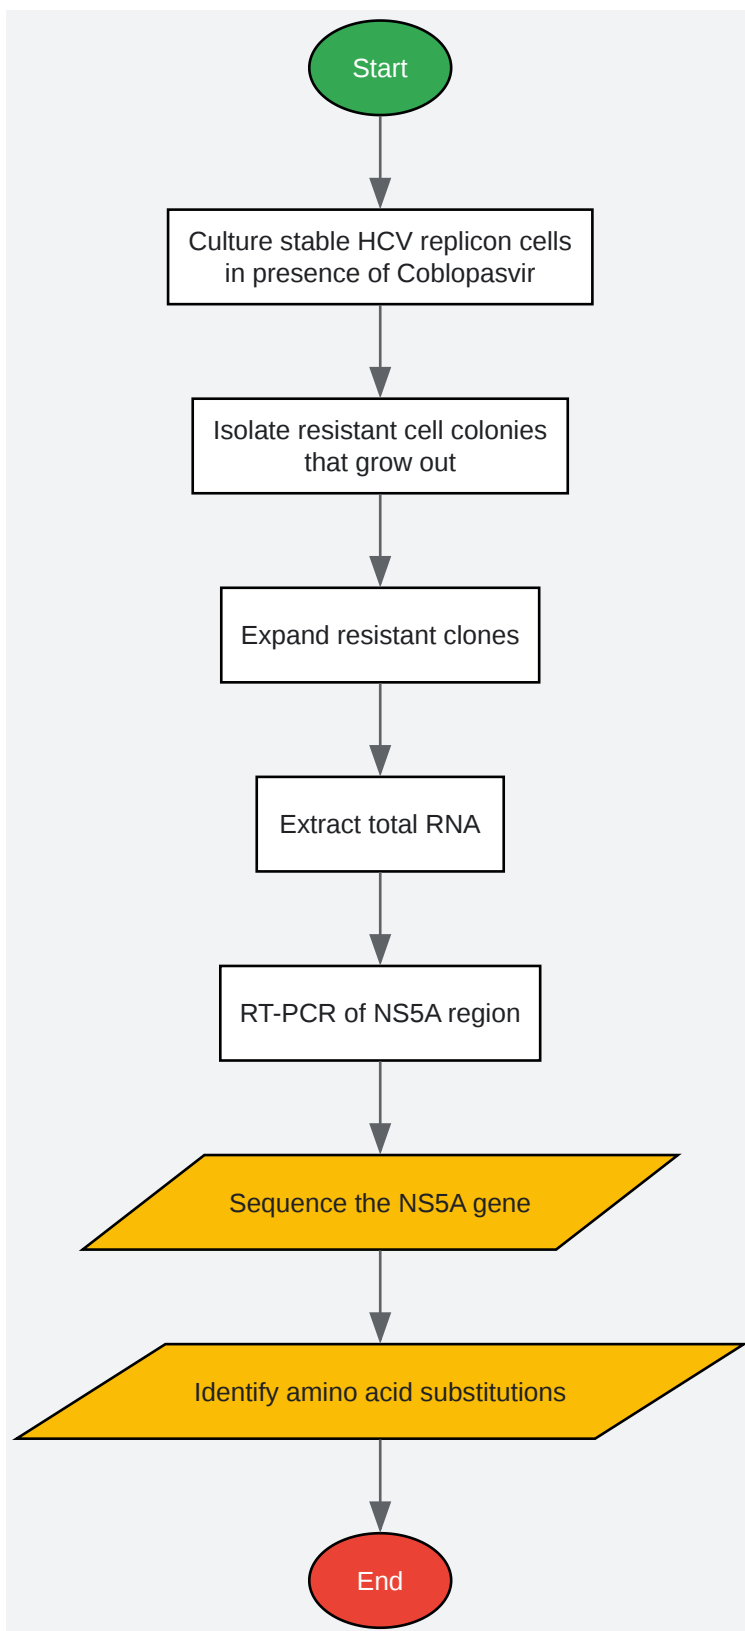 Start
Culture stable HCV replicon cells
in presence of Coblopasvir
Isolate resistant cell colonies
that grow out
Expand resistant clones
Extract total RNA
RT-PCR of NS5A region
Sequence the NS5A gene
Identify amino acid substitutions
End